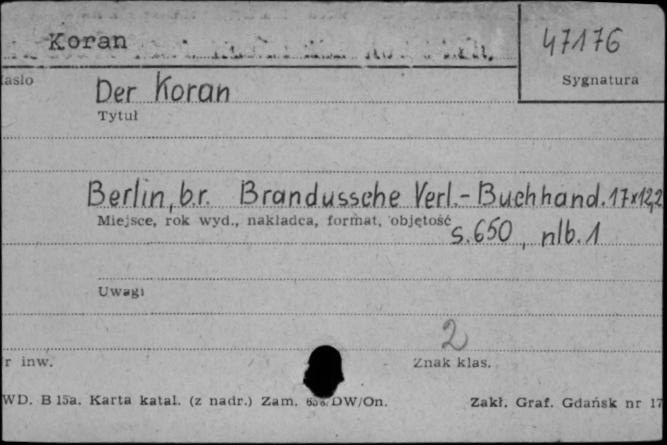 Koran
47176
asło
Sygnatura
Der Koran
Tytuł
Berlin, b.r. Brandussche Verl.-Buchhand. 17x12,2
Miejsce, rok wyd., nakładca, format, objętość
s. 650, nlb. 1
Uwagi
2
r inw.
Znak klas.
WD. B 15a. Karta katal. (z nadr.) Zam. DW/On.
Zakł. Graf. Gdańsk nr 17